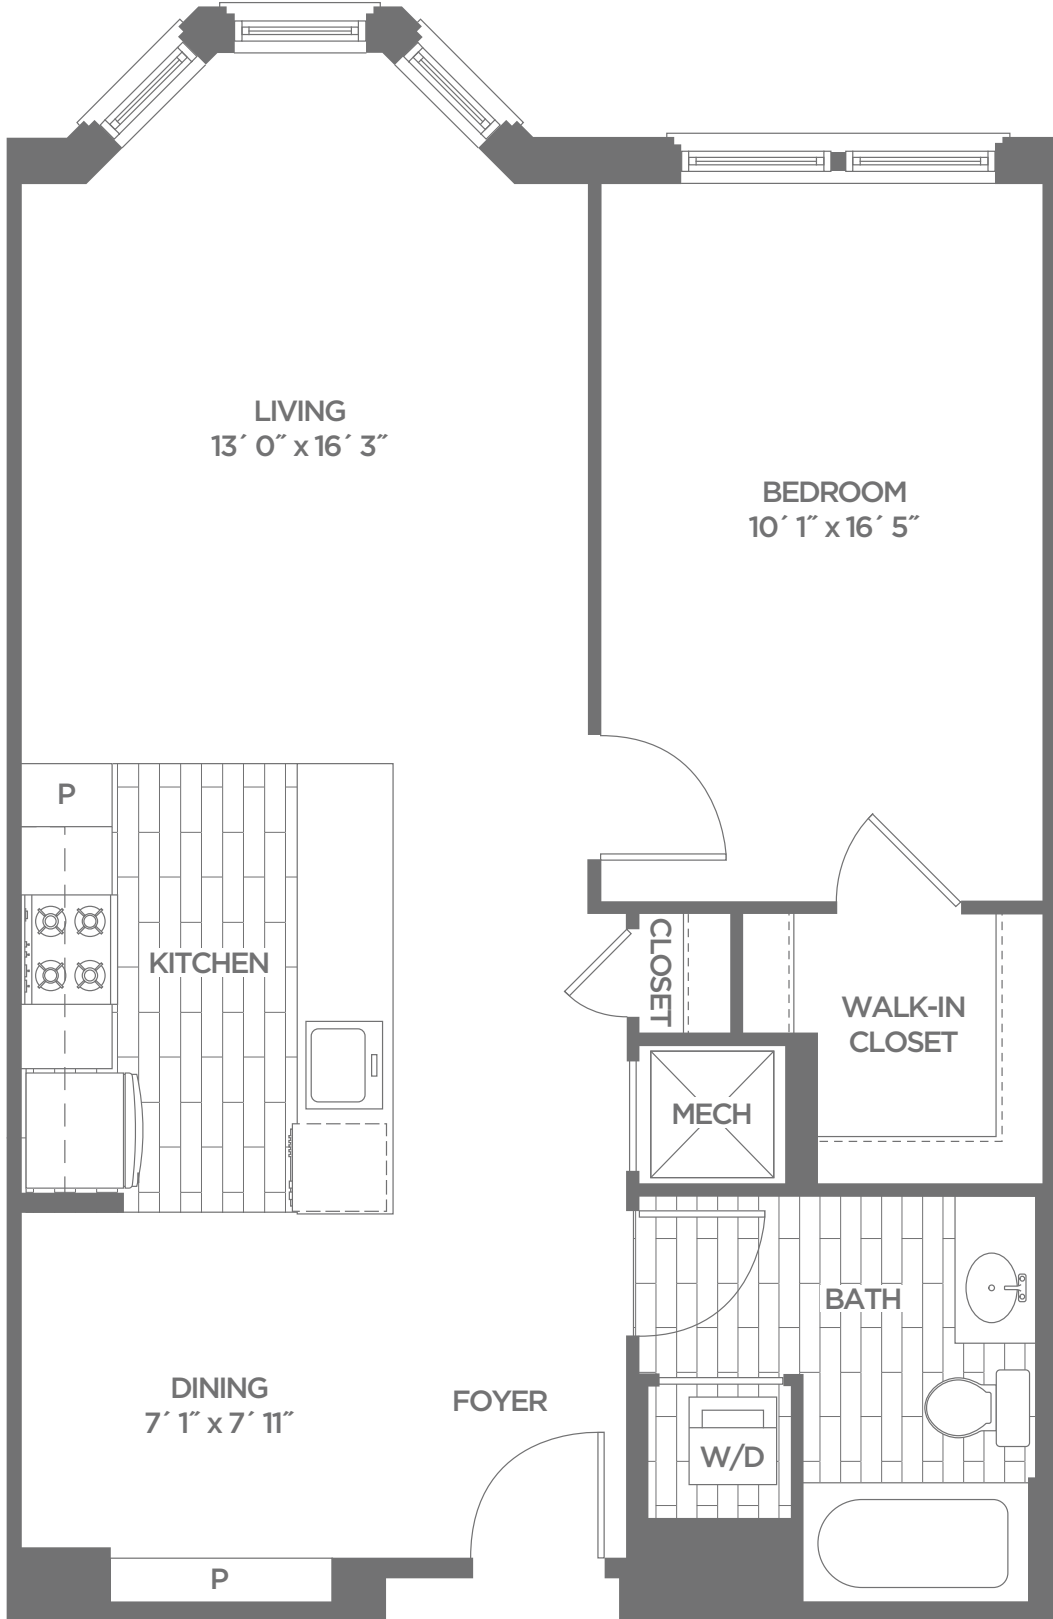 LIVING
13´ 0˝ x 16´ 3˝
BEDROOM
10´ 1˝ x 16´ 5˝
P
KITCHEN
CLOSET
WALK-IN
CLOSET
MECH
BATH
DINING
7´ 1˝ x 7´ 11˝
FOYER
W/D
P